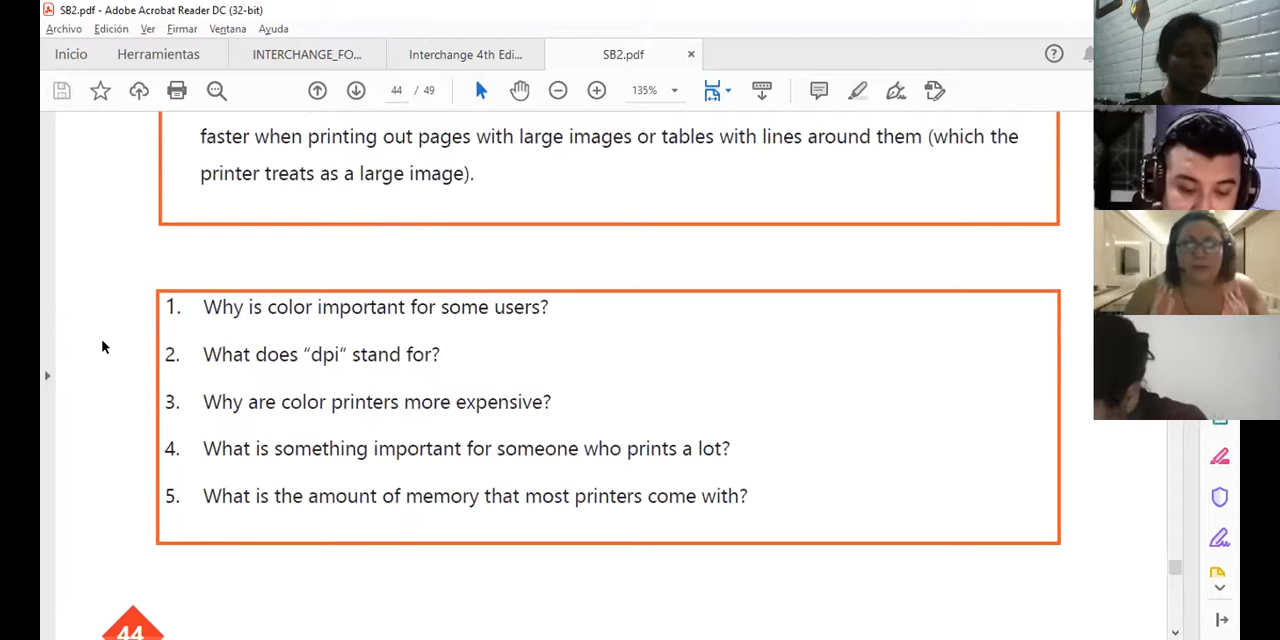 SB2.pdf - Adobe Acrobat Reader DC (32-bit)
Archivo Edición Ver Firmar Ventana Ayuda
Inicio Herramientas INTERCHANGE_FO... Interchange 4th Edi... SB2.pdf
44 / 49 135%
faster when printing out pages with large images or tables with lines around them (which the
printer treats as a large image).
1. Why is color important for some users?
2. What does “dpi” stand for?
3. Why are color printers more expensive?
4. What is something important for someone who prints a lot?
5. What is the amount of memory that most printers come with?
44